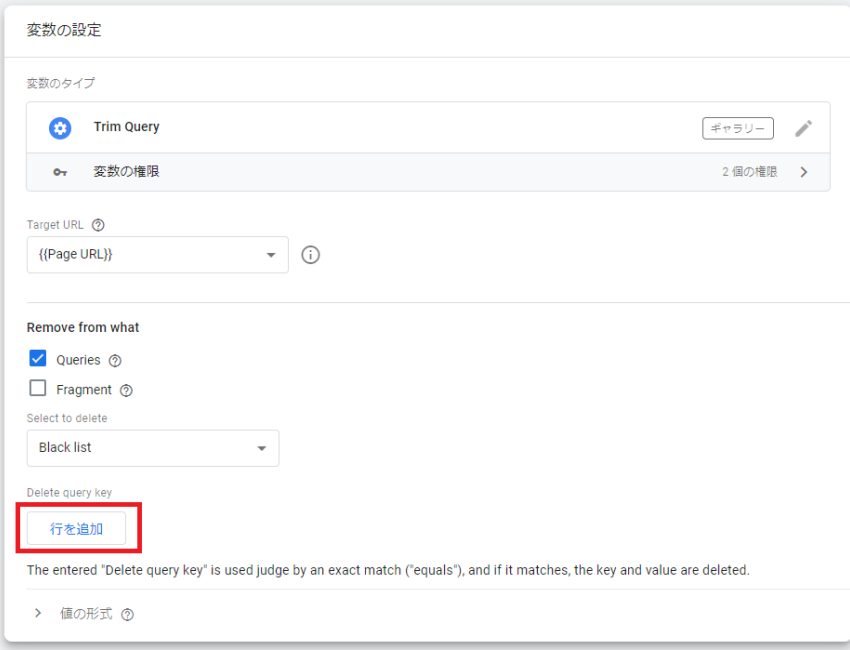 変数の設定
変数のタイプ
Trim Query
ギャラリー
変数の権限
2 個の権限
Target URL
{{Page URL}}
Remove from what
Queries
Fragment
Select to delete
Black list
Delete query key
行を追加
The entered "Delete query key" is used judge by an exact match ("equals"), and if it matches, the key and value are deleted.
値の形式